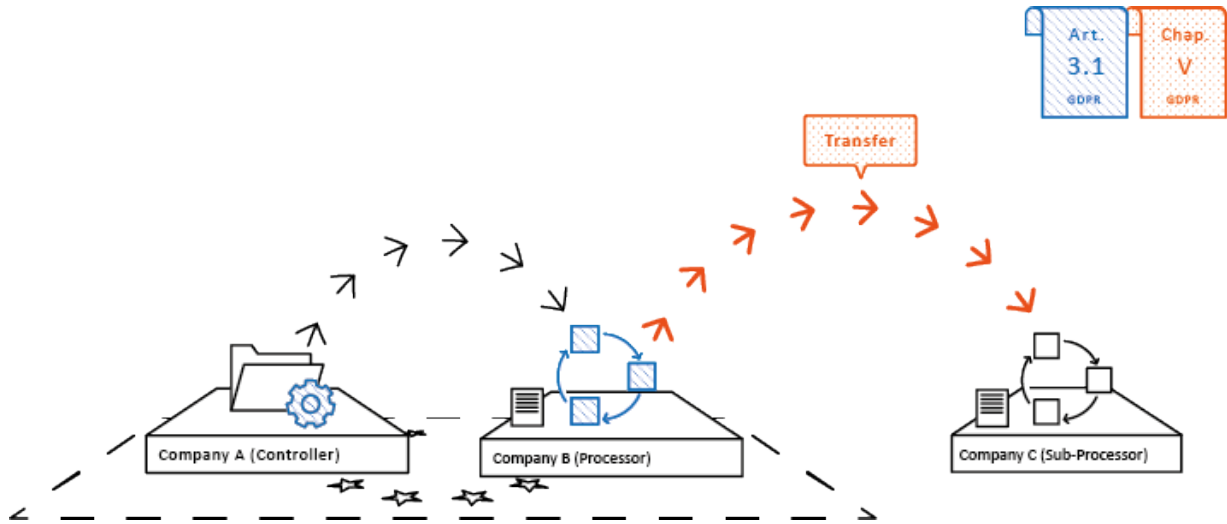 Art.
3.1
GDPR
Chap.
V
GDPR
Transfer
Company A (Controller)
Company B (Processor)
Company C (Sub-Processor)